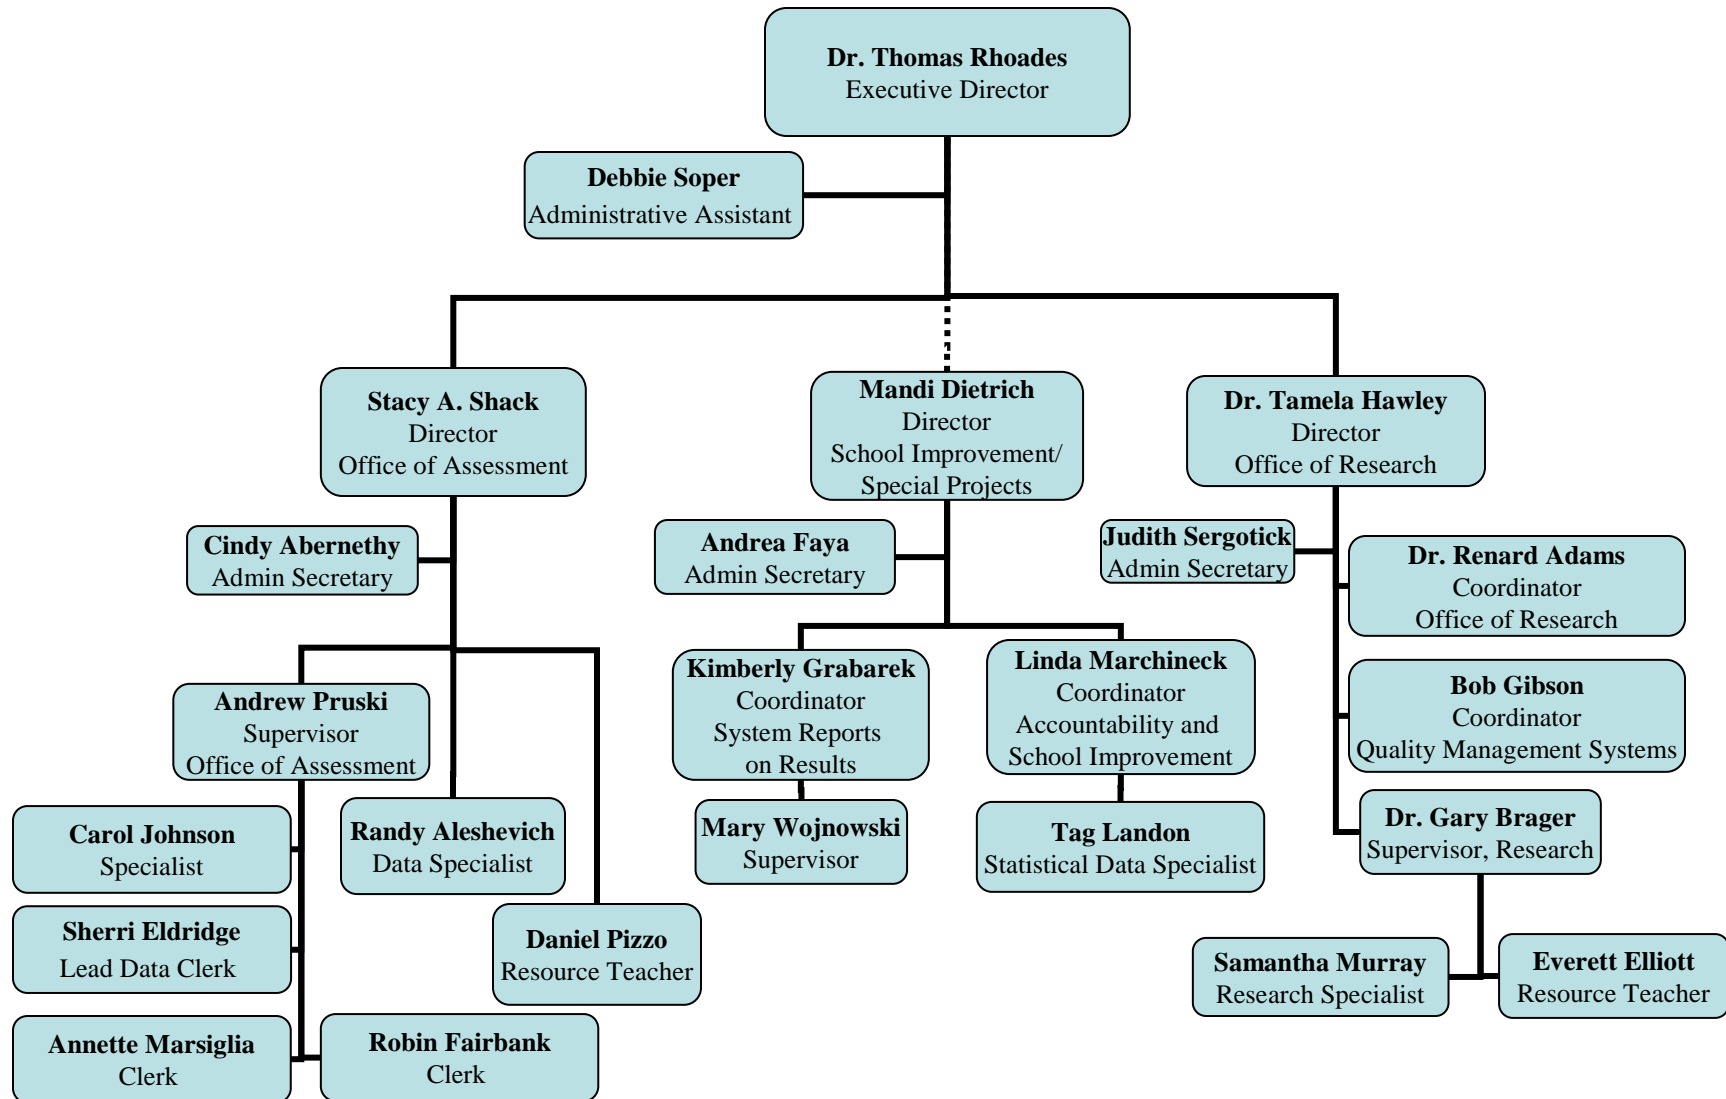 Dr. Thomas Rhoades
Executive Director
Debbie Soper
Administrative Assistant
Stacy A. Shack
Director
Office of Assessment
Mandi Dietrich
Director
School Improvement/
Special Projects
Dr. Tamela Hawley
Director
Office of Research
Cindy Abernethy
Admin Secretary
Andrea Faya
Admin Secretary
Judith Sergotick
Admin Secretary
Dr. Renard Adams
Coordinator
Office of Research
Andrew Pruski
Supervisor
Office of Assessment
Kimberly Grabarek
Coordinator
System Reports
on Results
Linda Marchineck
Coordinator
Accountability and
School Improvement
Bob Gibson
Coordinator
Quality Management Systems
Carol Johnson
Specialist
Randy Aleshevich
Data Specialist
Mary Wojnowski
Supervisor
Tag Landon
Statistical Data Specialist
Dr. Gary Brager
Supervisor, Research
Sherri Eldridge
Lead Data Clerk
Daniel Pizzo
Resource Teacher
Samantha Murray
Research Specialist
Everett Elliott
Resource Teacher
Annette Marsiglia
Clerk
Robin Fairbank
Clerk